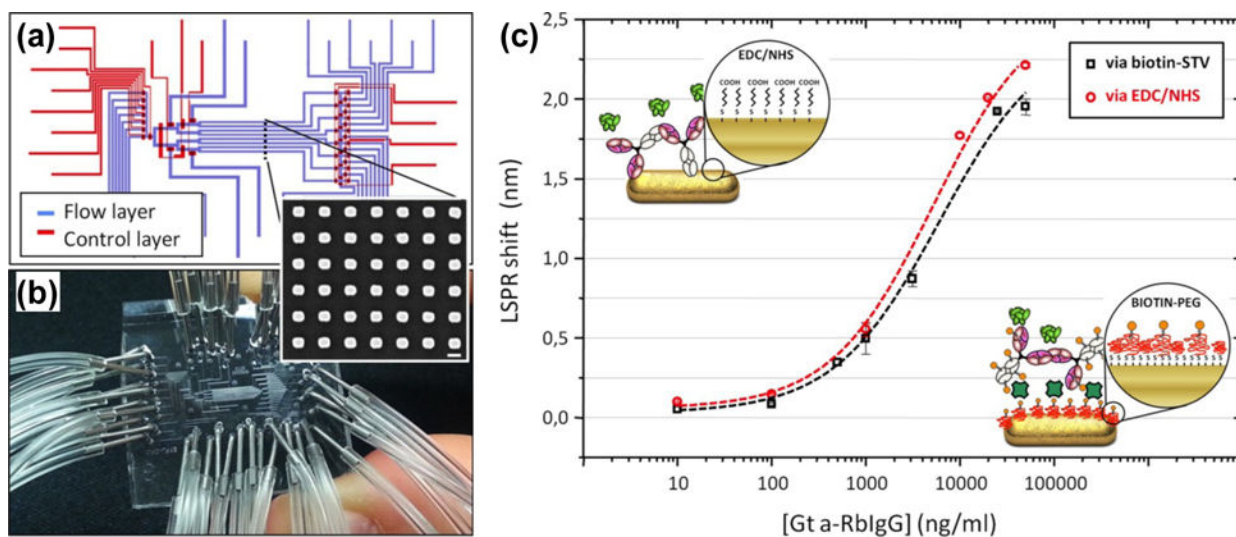 (a)
Flow layer
Control layer
(b)
(c)
2,5
2,0
1,5
1,0
0,5
0,0
LSPR shift (nm)
10
100
1000
10000
100000
[Gt a-RbIgG] (ng/ml)
via biotin-STV
via EDC/NHS
EDC/NHS
COOH COOH COOH COOH
S S S S S S S
BIOTIN-PEG